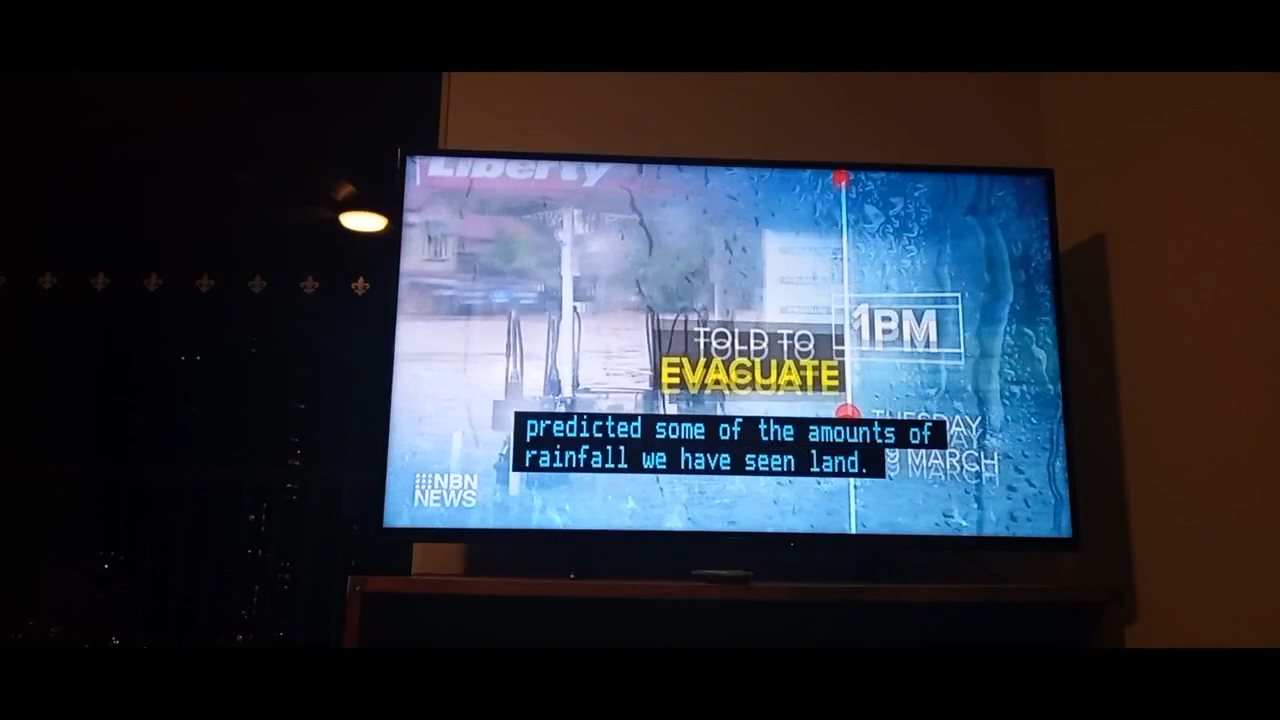 Liberty
1PM
TOLD TO
EVACUATE
TUESDAY
MARCH
predicted some of the amounts of
rainfall we have seen land.
NBN
NEWS